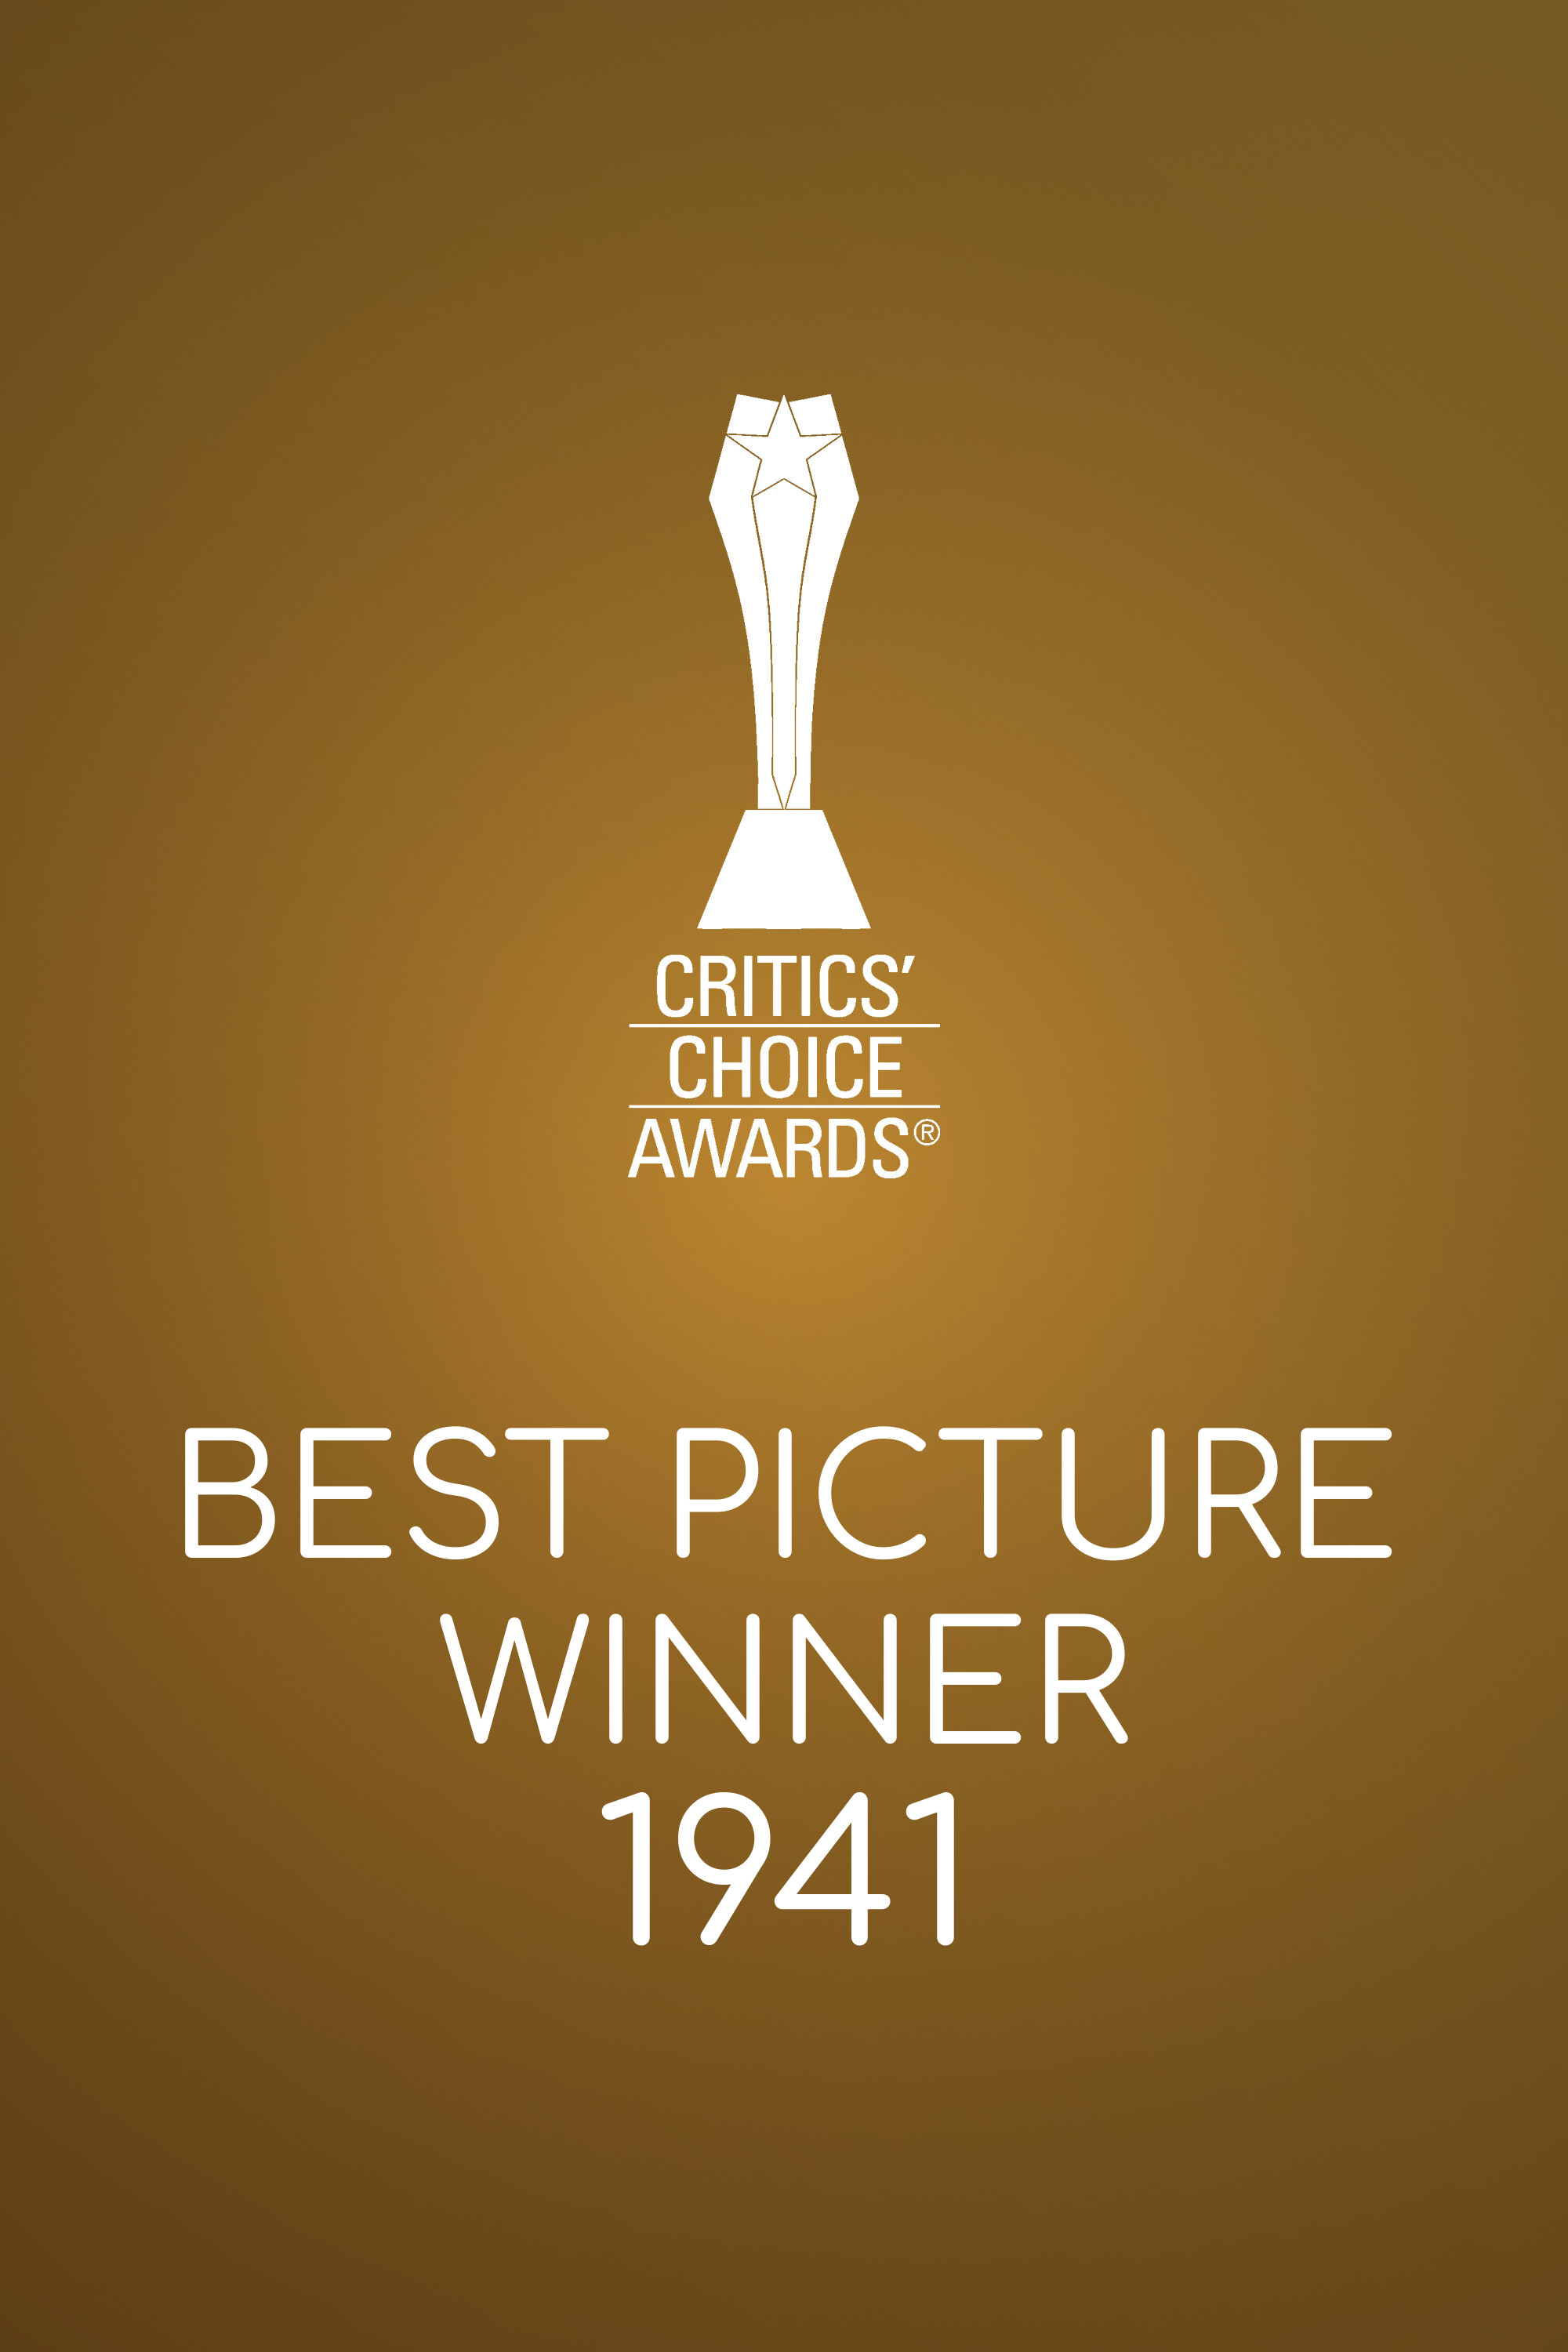 CRITICS'
CHOICE
AWARDS®
BEST PICTURE
WINNER
1941